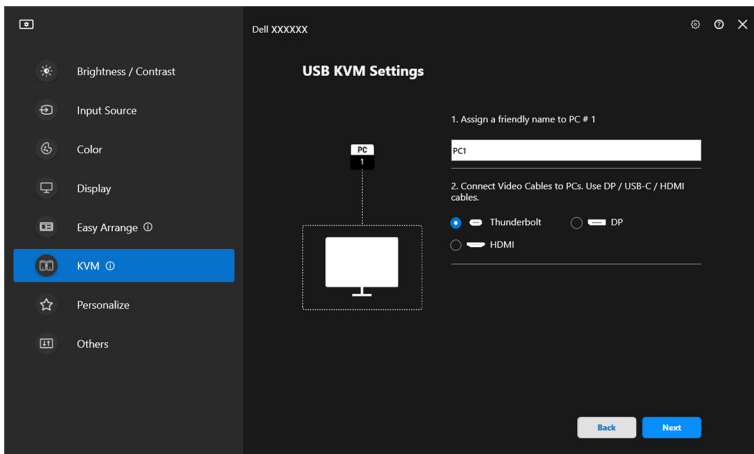 Dell XXXXXX
Brightness / Contrast
Input Source
Color
Display
Easy Arrange
KVM
Personalize
Others
USB KVM Settings
PC
1
1. Assign a friendly name to PC # 1
PC1
2. Connect Video Cables to PCs. Use DP / USB-C / HDMI
cables.
Thunderbolt
DP
HDMI
Back
Next